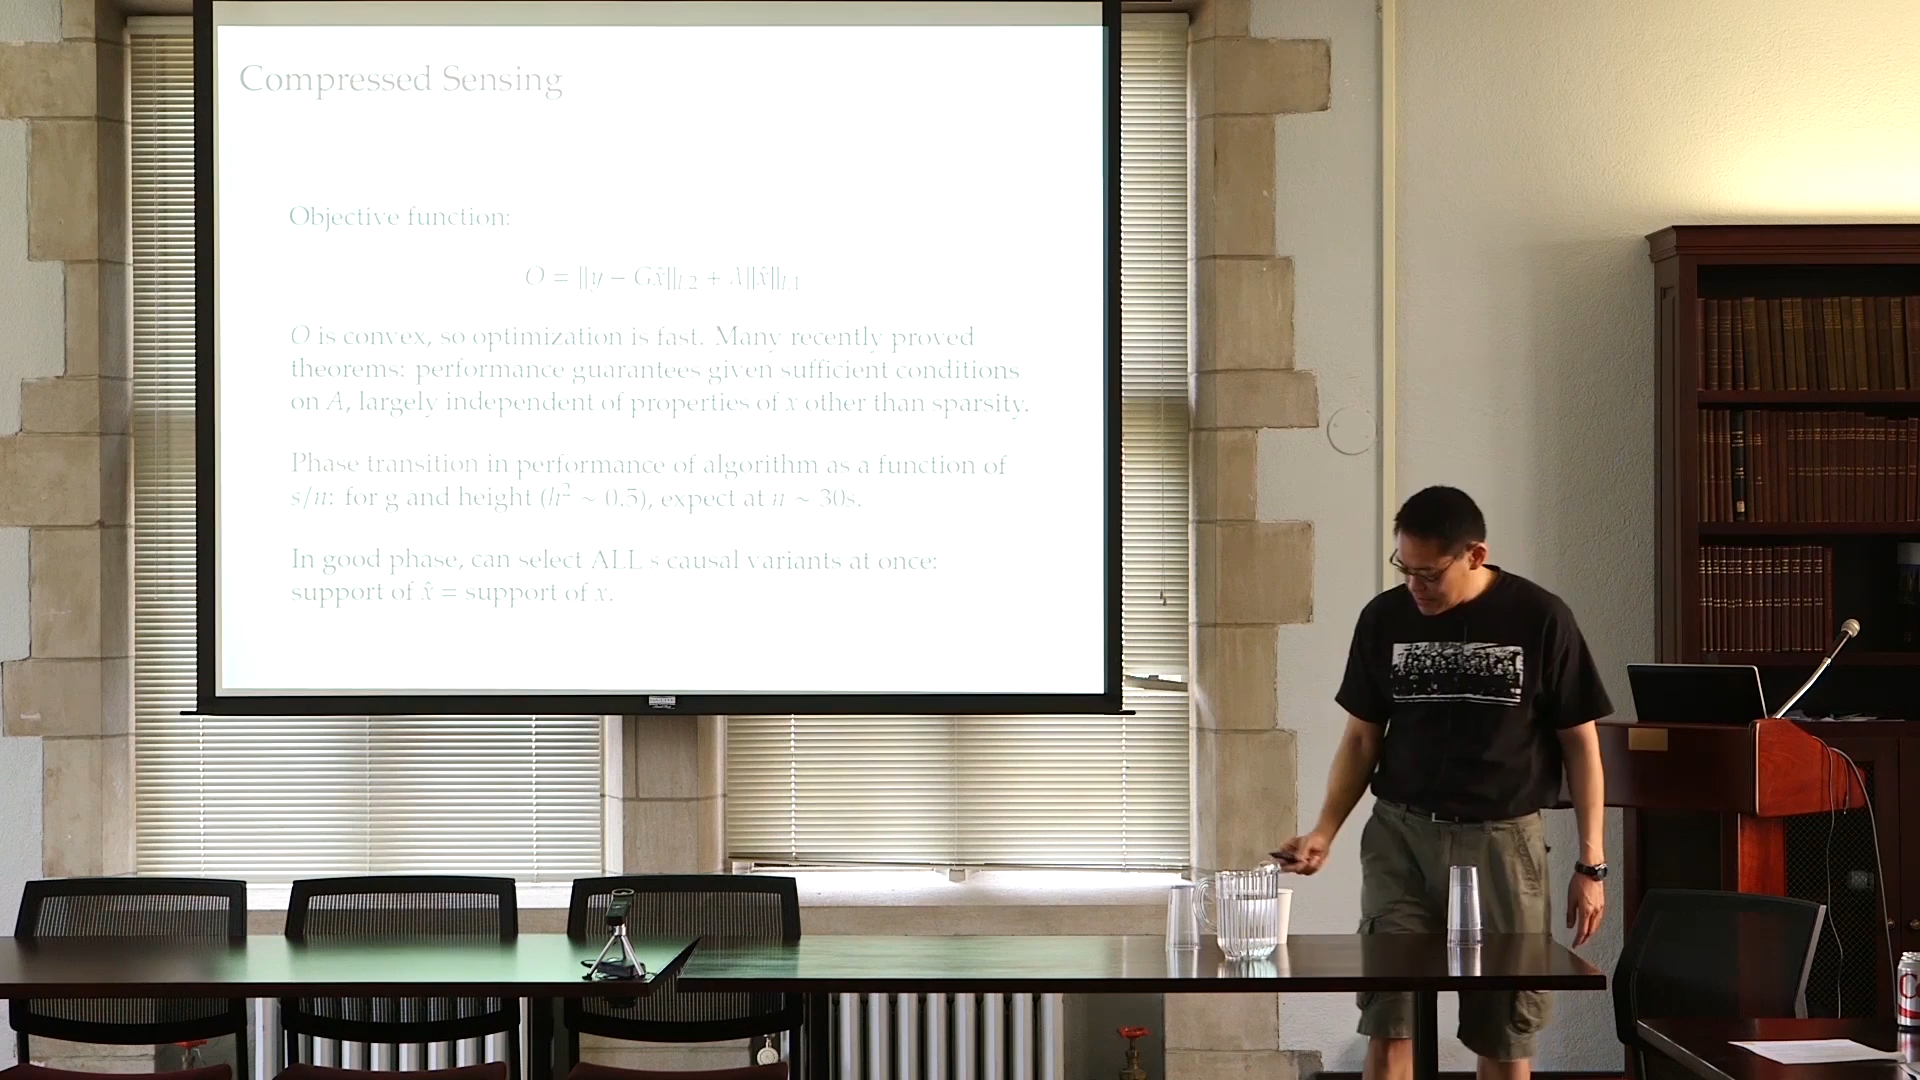 Compressed Sensing
Objective function:
O = ||y − Gx̂||L2 + λ||x̂||L1
O is convex, so optimization is fast. Many recently proved
theorems: performance guarantees given sufficient conditions
on A, largely independent of properties of x other than sparsity.
Phase transition in performance of algorithm as a function of
s/n: for g and height (h² ~ 0.5), expect at n ~ 30s.
In good phase, can select ALL s causal variants at once:
support of x̂ = support of x.